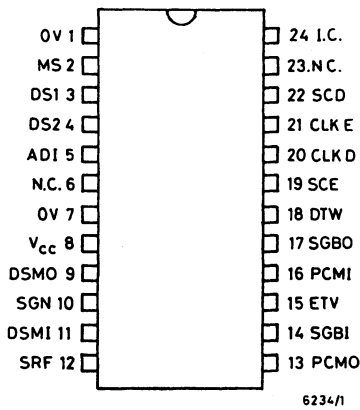 0V 1
MS 2
DS1 3
DS2 4
ADI 5
N.C. 6
0V 7
Vcc 8
DSMO 9
SGN 10
DSMI 11
SRF 12
24 I.C.
23.N C.
22 SCD
21 CLK E
20 CLK D
19 SCE
18 DTW
17 SGBO
16 PCMI
15 ETV
14 SGBI
13 PCMO
6234/1